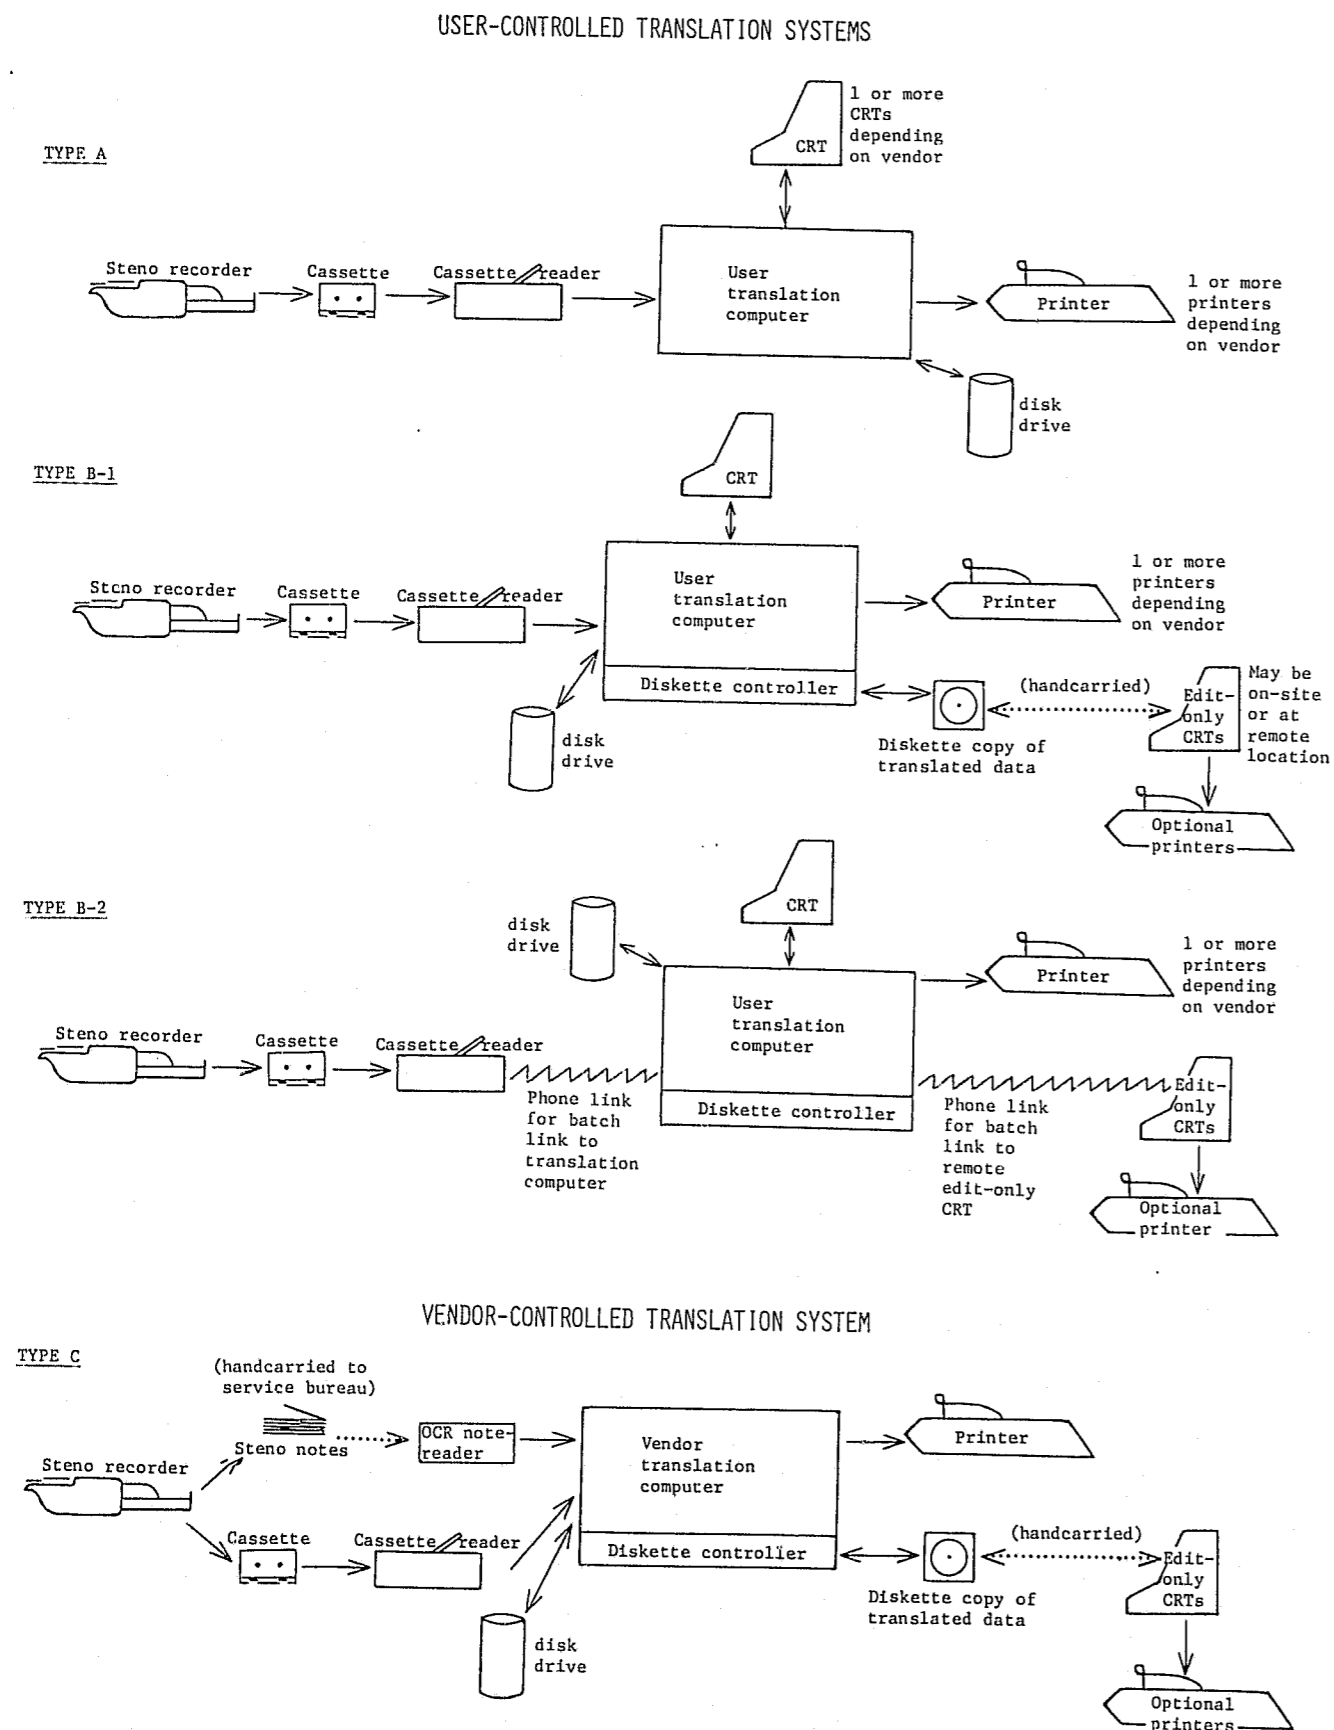 USER-CONTROLLED TRANSLATION SYSTEMS
TYPE A
CRT
1 or more
CRTs
depending
on vendor
Steno recorder
Cassette
Cassette reader
User
translation
computer
Printer
1 or more
printers
depending
on vendor
disk
drive
TYPE B-1
CRT
Steno recorder
Cassette
Cassette reader
User
translation
computer
Diskette controller
Printer
1 or more
printers
depending
on vendor
disk
drive
Diskette copy of
translated data
(handcarried)
Edit-
only
CRTs
May be
on-site
or at
remote
location
Optional
printers
TYPE B-2
disk
drive
CRT
Steno recorder
Cassette
Cassette reader
Phone link
for batch
link to
translation
computer
User
translation
computer
Diskette controller
Printer
1 or more
printers
depending
on vendor
Phone link
for batch
link to
remote
edit-only
CRT
Edit-
only
CRTs
Optional
printer
VENDOR-CONTROLLED TRANSLATION SYSTEM
TYPE C
(handcarried to
service bureau)
Steno notes
OCR note-
reader
Steno recorder
Cassette
Cassette reader
Vendor
translation
computer
Diskette controller
Printer
disk
drive
Diskette copy of
translated data
(handcarried)
Edit-
only
CRTs
Optional
printers